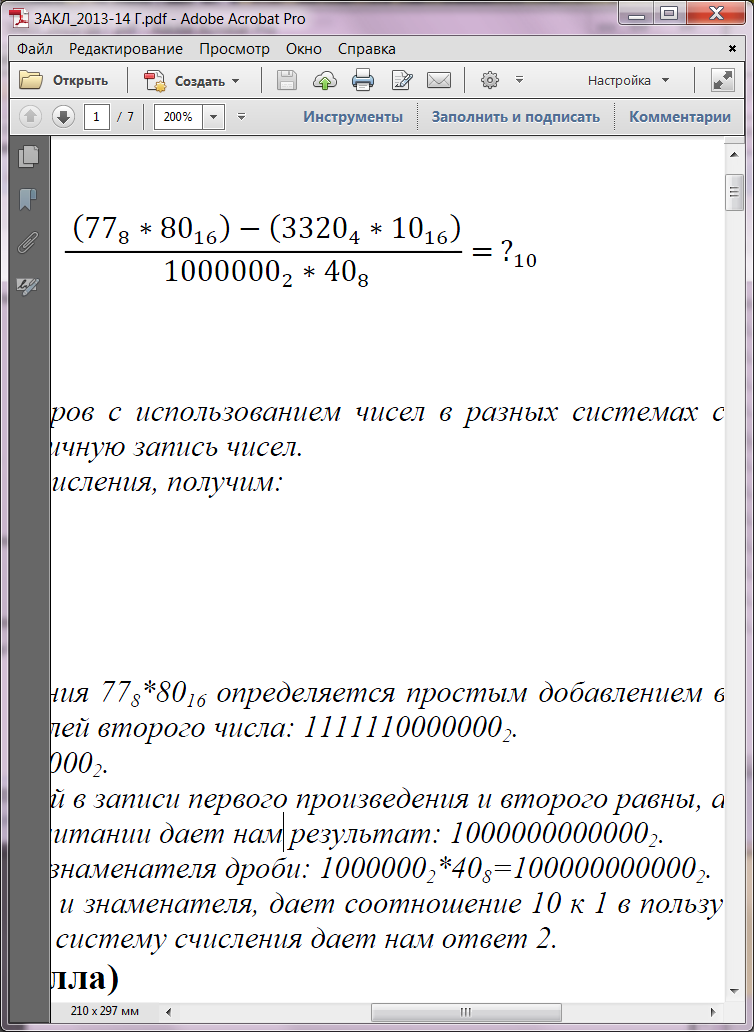 ЗАКЛ_2013-14 Г.pdf - Adobe Acrobat Pro
Файл Редактирование Просмотр Окно Справка
Открыть Создать Настройка
1 / 7 200% Инструменты Заполнить и подписать Комментарии
(77₈ ∗ 80₁₆) − (3320₄ ∗ 10₁₆)
1000000₂ ∗ 40₈
= ?₁₀
ров с использованием чисел в разных системах с
ичную запись чисел.
исления, получим:
ния 77₈*80₁₆ определяется простым добавлением в
лей второго числа: 1111110000000₂.
000₂.
й в записи первого произведения и второго равны, а
итании дает нам результат: 1000000000000₂.
знаменателя дроби: 1000000₂*40₈=100000000000₂.
и знаменателя, дает соотношение 10 к 1 в пользу
систему счисления дает нам ответ 2.
лла)
210 x 297 мм